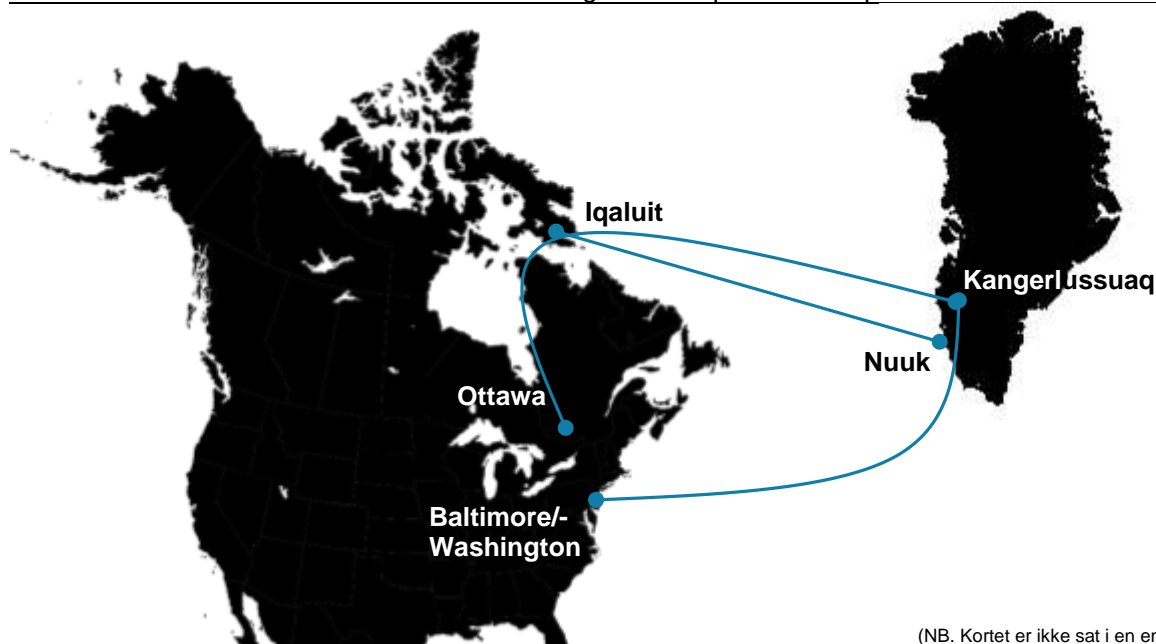 Iqaluit
Kangerlussuaq
Nuuk
Ottawa
Baltimore/-
Washington
(NB. Kortet er ikke sat i en